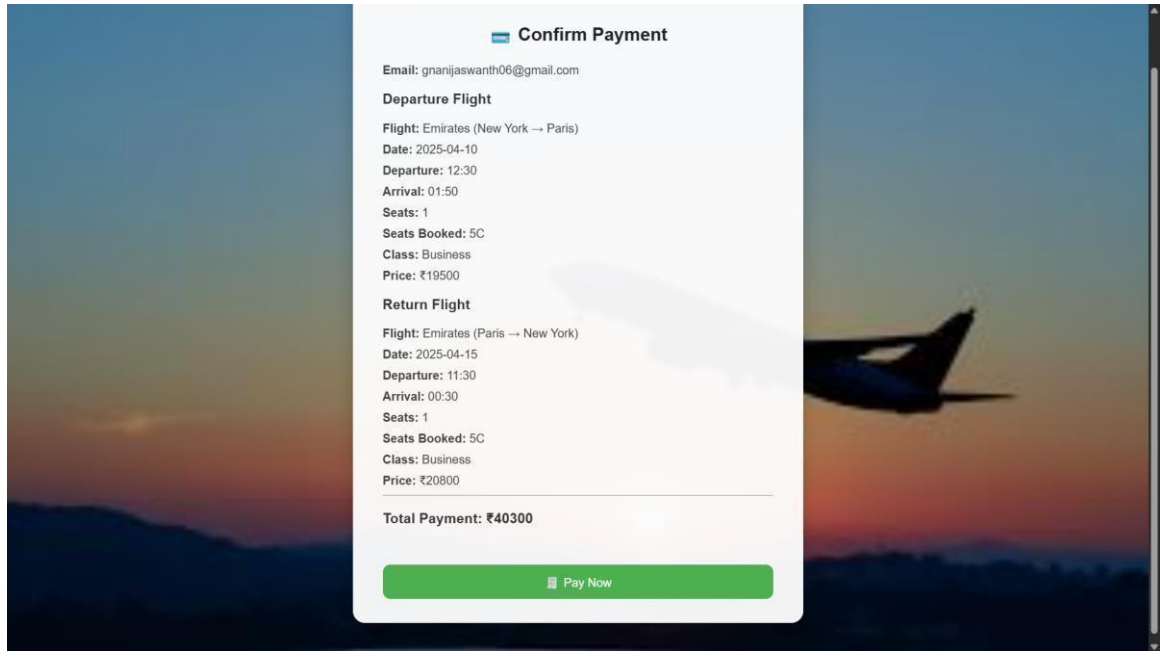 Confirm Payment
Email: gnanijaswanth06@gmail.com
Departure Flight
Flight: Emirates (New York → Paris)
Date: 2025-04-10
Departure: 12:30
Arrival: 01:50
Seats: 1
Seats Booked: 5C
Class: Business
Price: ₹19500
Return Flight
Flight: Emirates (Paris → New York)
Date: 2025-04-15
Departure: 11:30
Arrival: 00:30
Seats: 1
Seats Booked: 5C
Class: Business
Price: ₹20800
Total Payment: ₹40300
Pay Now